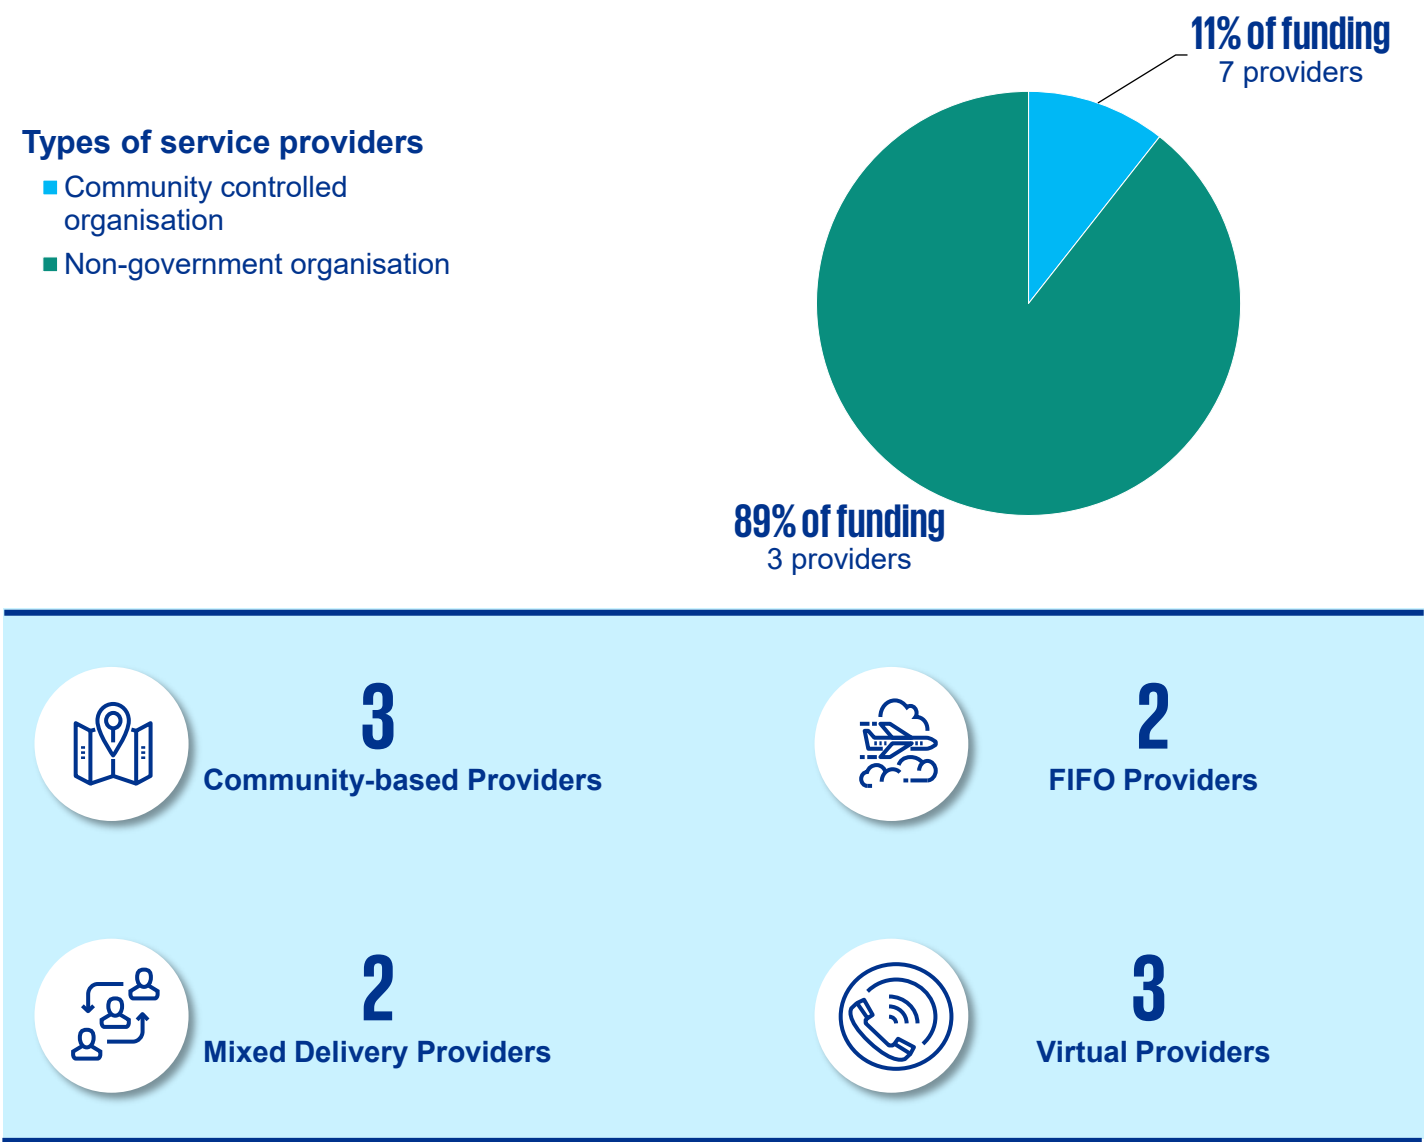 11% of funding
7 providers
Types of service providers
Community controlled
organisation
Non-government organisation
89% of funding
3 providers
3
Community-based Providers
2
FIFO Providers
2
Mixed Delivery Providers
3
Virtual Providers